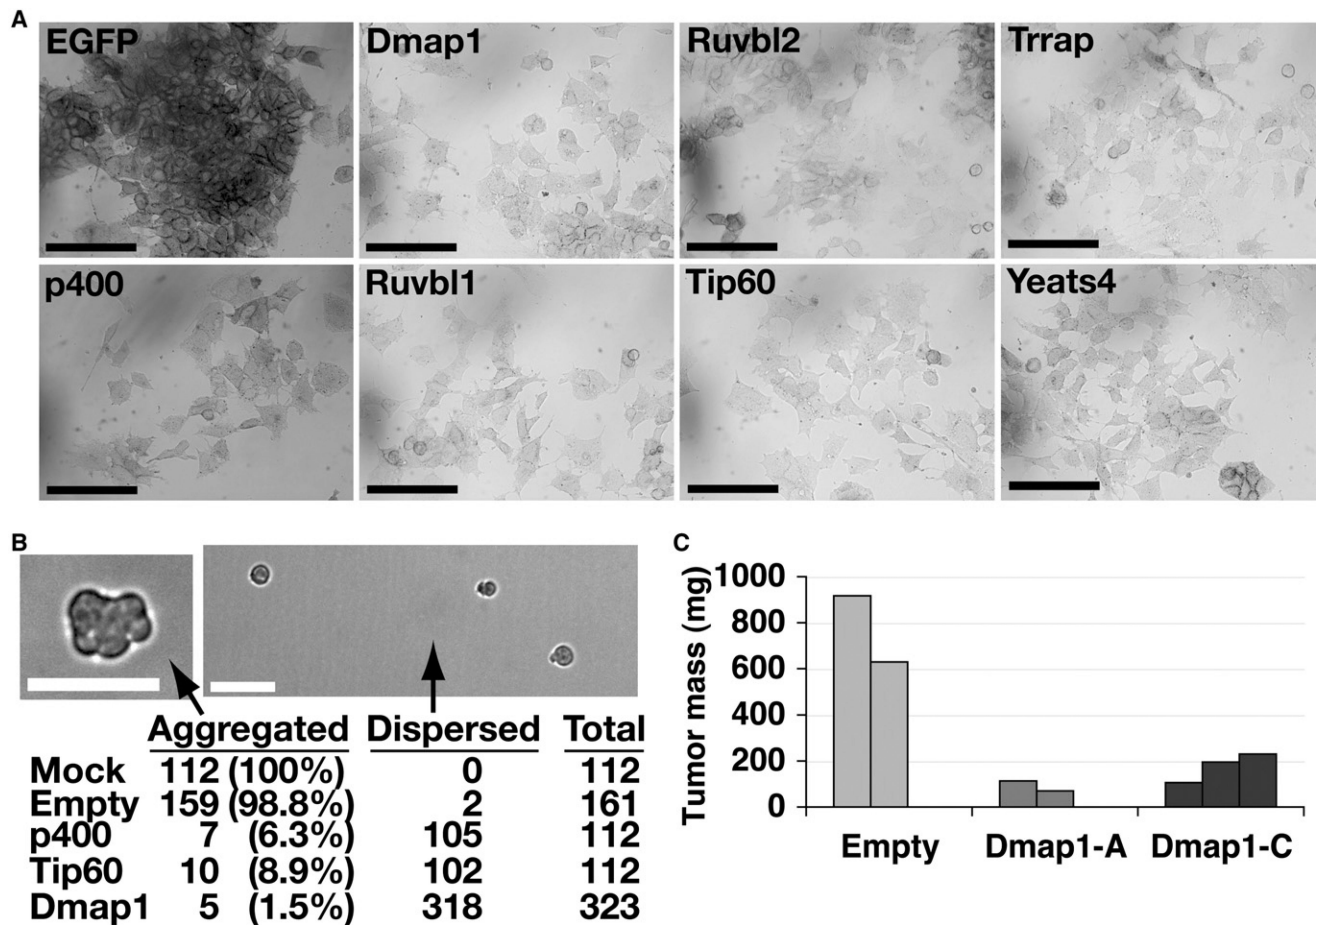 A
EGFP Dmap1 Ruvbl2 Trrap
p400 Ruvbl1 Tip60 Yeats4
B
Aggregated Dispersed Total
Mock 112 (100%) 0 112
Empty 159 (98.8%) 2 161
p400 7 (6.3%) 105 112
Tip60 10 (8.9%) 102 112
Dmap1 5 (1.5%) 318 323
C
Tumor mass (mg)
1000
800
600
400
200
0
Empty Dmap1-A Dmap1-C